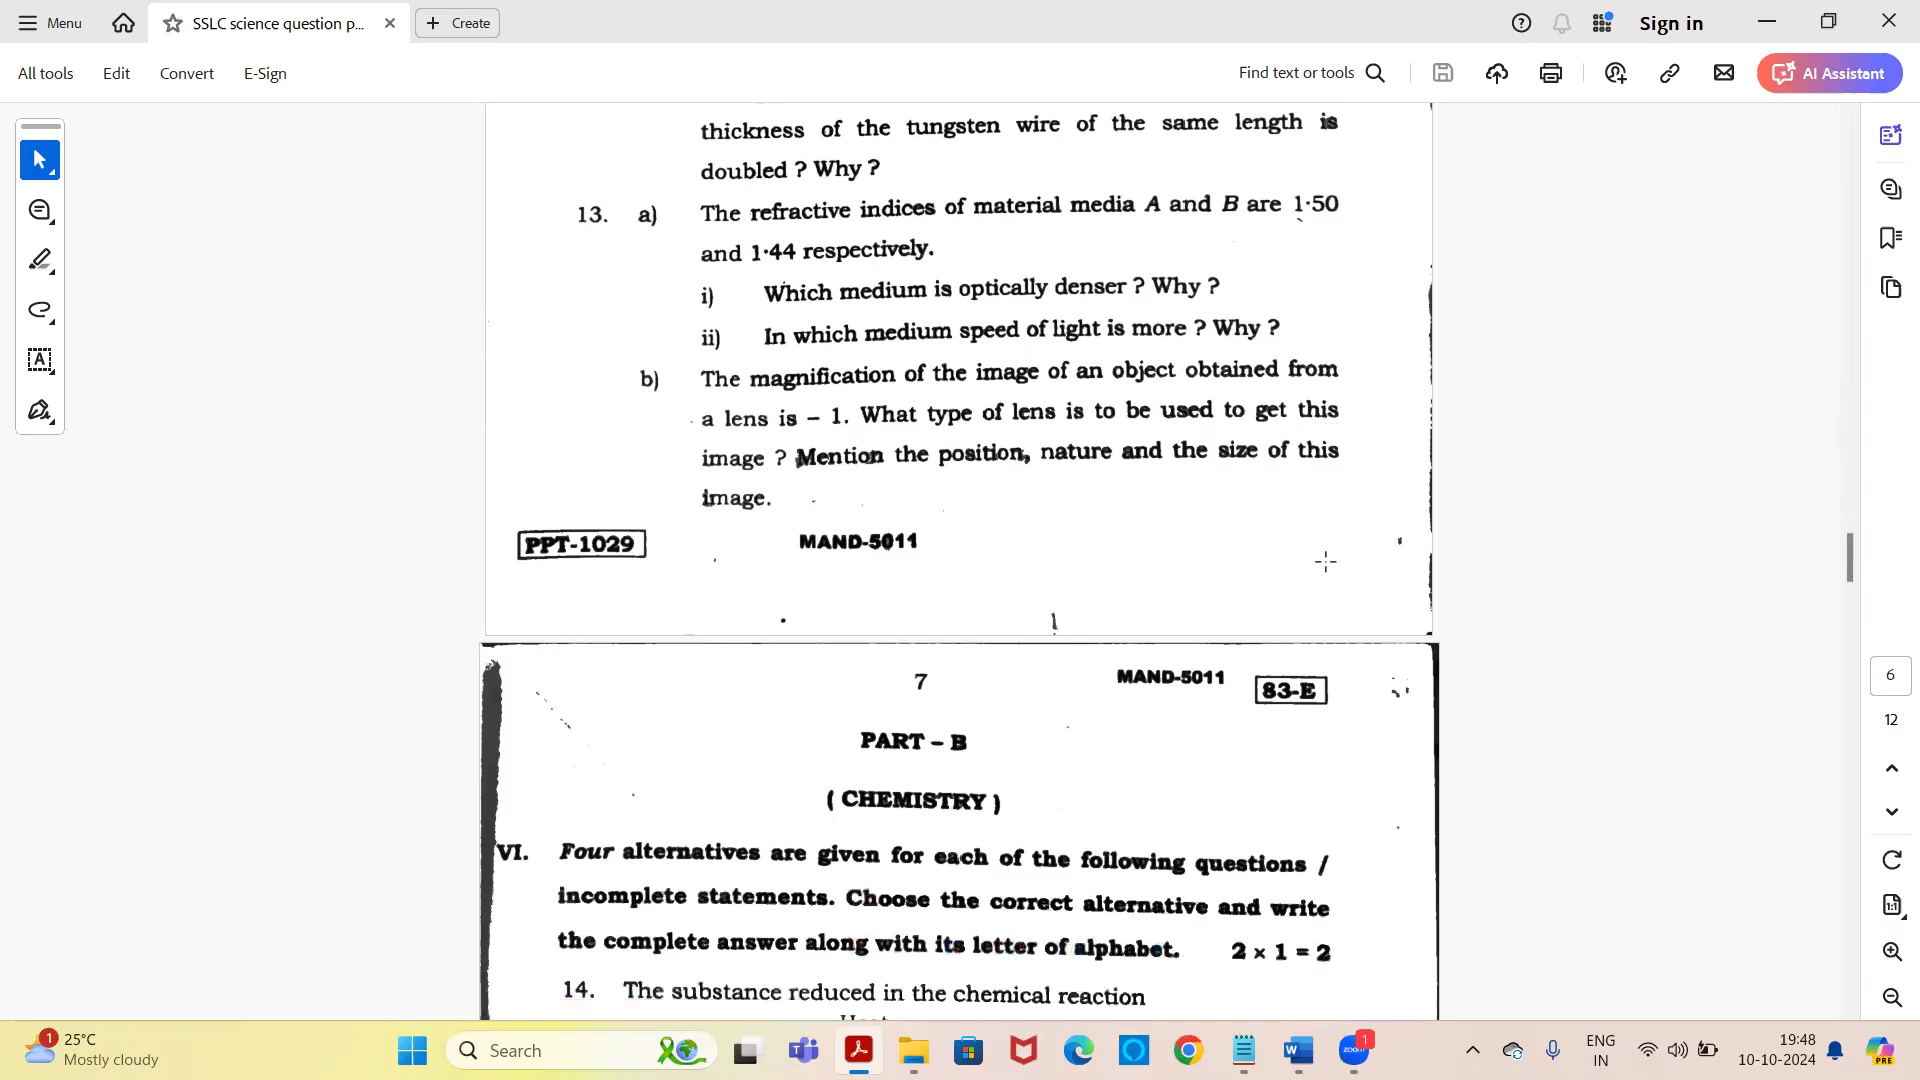 Menu
SSLC science question p...
Create
Sign in
All tools
Edit
Convert
E-Sign
Find text or tools
AI Assistant
thickness of the tungsten wire of the same length is
doubled ? Why ?
13. a) The refractive indices of material media A and B are 1·50
and 1·44 respectively.
i) Which medium is optically denser ? Why ?
ii) In which medium speed of light is more ? Why ?
b) The magnification of the image of an object obtained from
a lens is – 1. What type of lens is to be used to get this
image ? Mention the position, nature and the size of this
image.
PPT-1029
MAND-5011
7
MAND-5011
83-E
PART – B
( CHEMISTRY )
VI. Four alternatives are given for each of the following questions /
incomplete statements. Choose the correct alternative and write
the complete answer along with its letter of alphabet. 2 × 1 = 2
14. The substance reduced in the chemical reaction
6
12
1
25°C
Mostly cloudy
Search
zoom
1
ENG
IN
19:48
10-10-2024
PRE